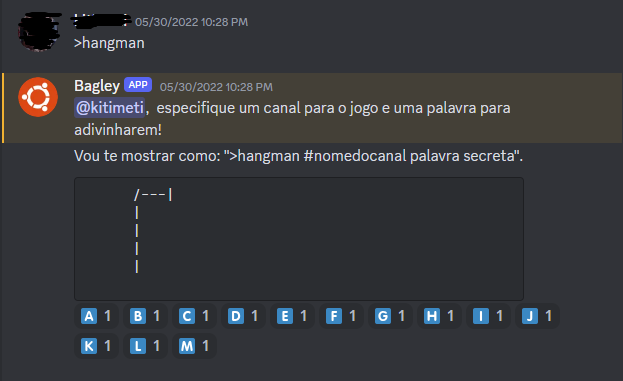 05/30/2022 10:28 PM
>hangman
Bagley APP 05/30/2022 10:28 PM
@kitimeti, especifique um canal para o jogo e uma palavra para
adivinharem!
Vou te mostrar como: ">hangman #nomedocanal palavra secreta".
/---|
|
|
|
|
A 1 B 1 C 1 D 1 E 1 F 1 G 1 H 1 I 1 J 1
K 1 L 1 M 1